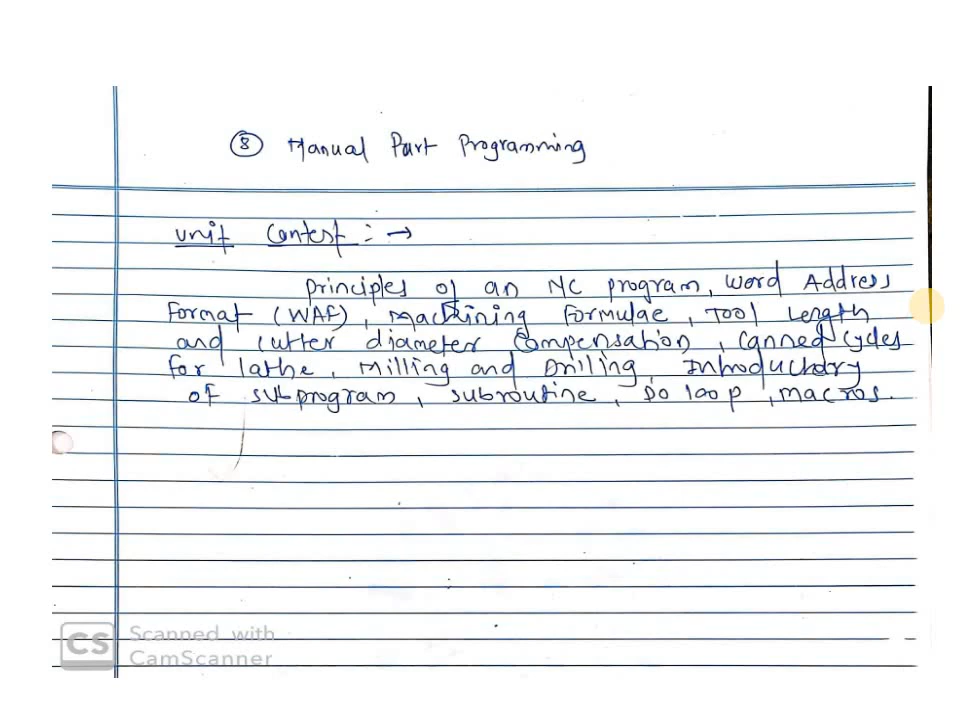 ⑧ Manual Part Programming
Unit Contest : →
Principles of an NC program, Word Address
Format (WAF), Machining Formulae, Tool Length
and Cutter diameter Compensation, Canned Cycles
for lathe, Milling and Drilling, Introductory
of subprogram, subroutine, Do loop, macros.
CS Scanned with
CamScanner